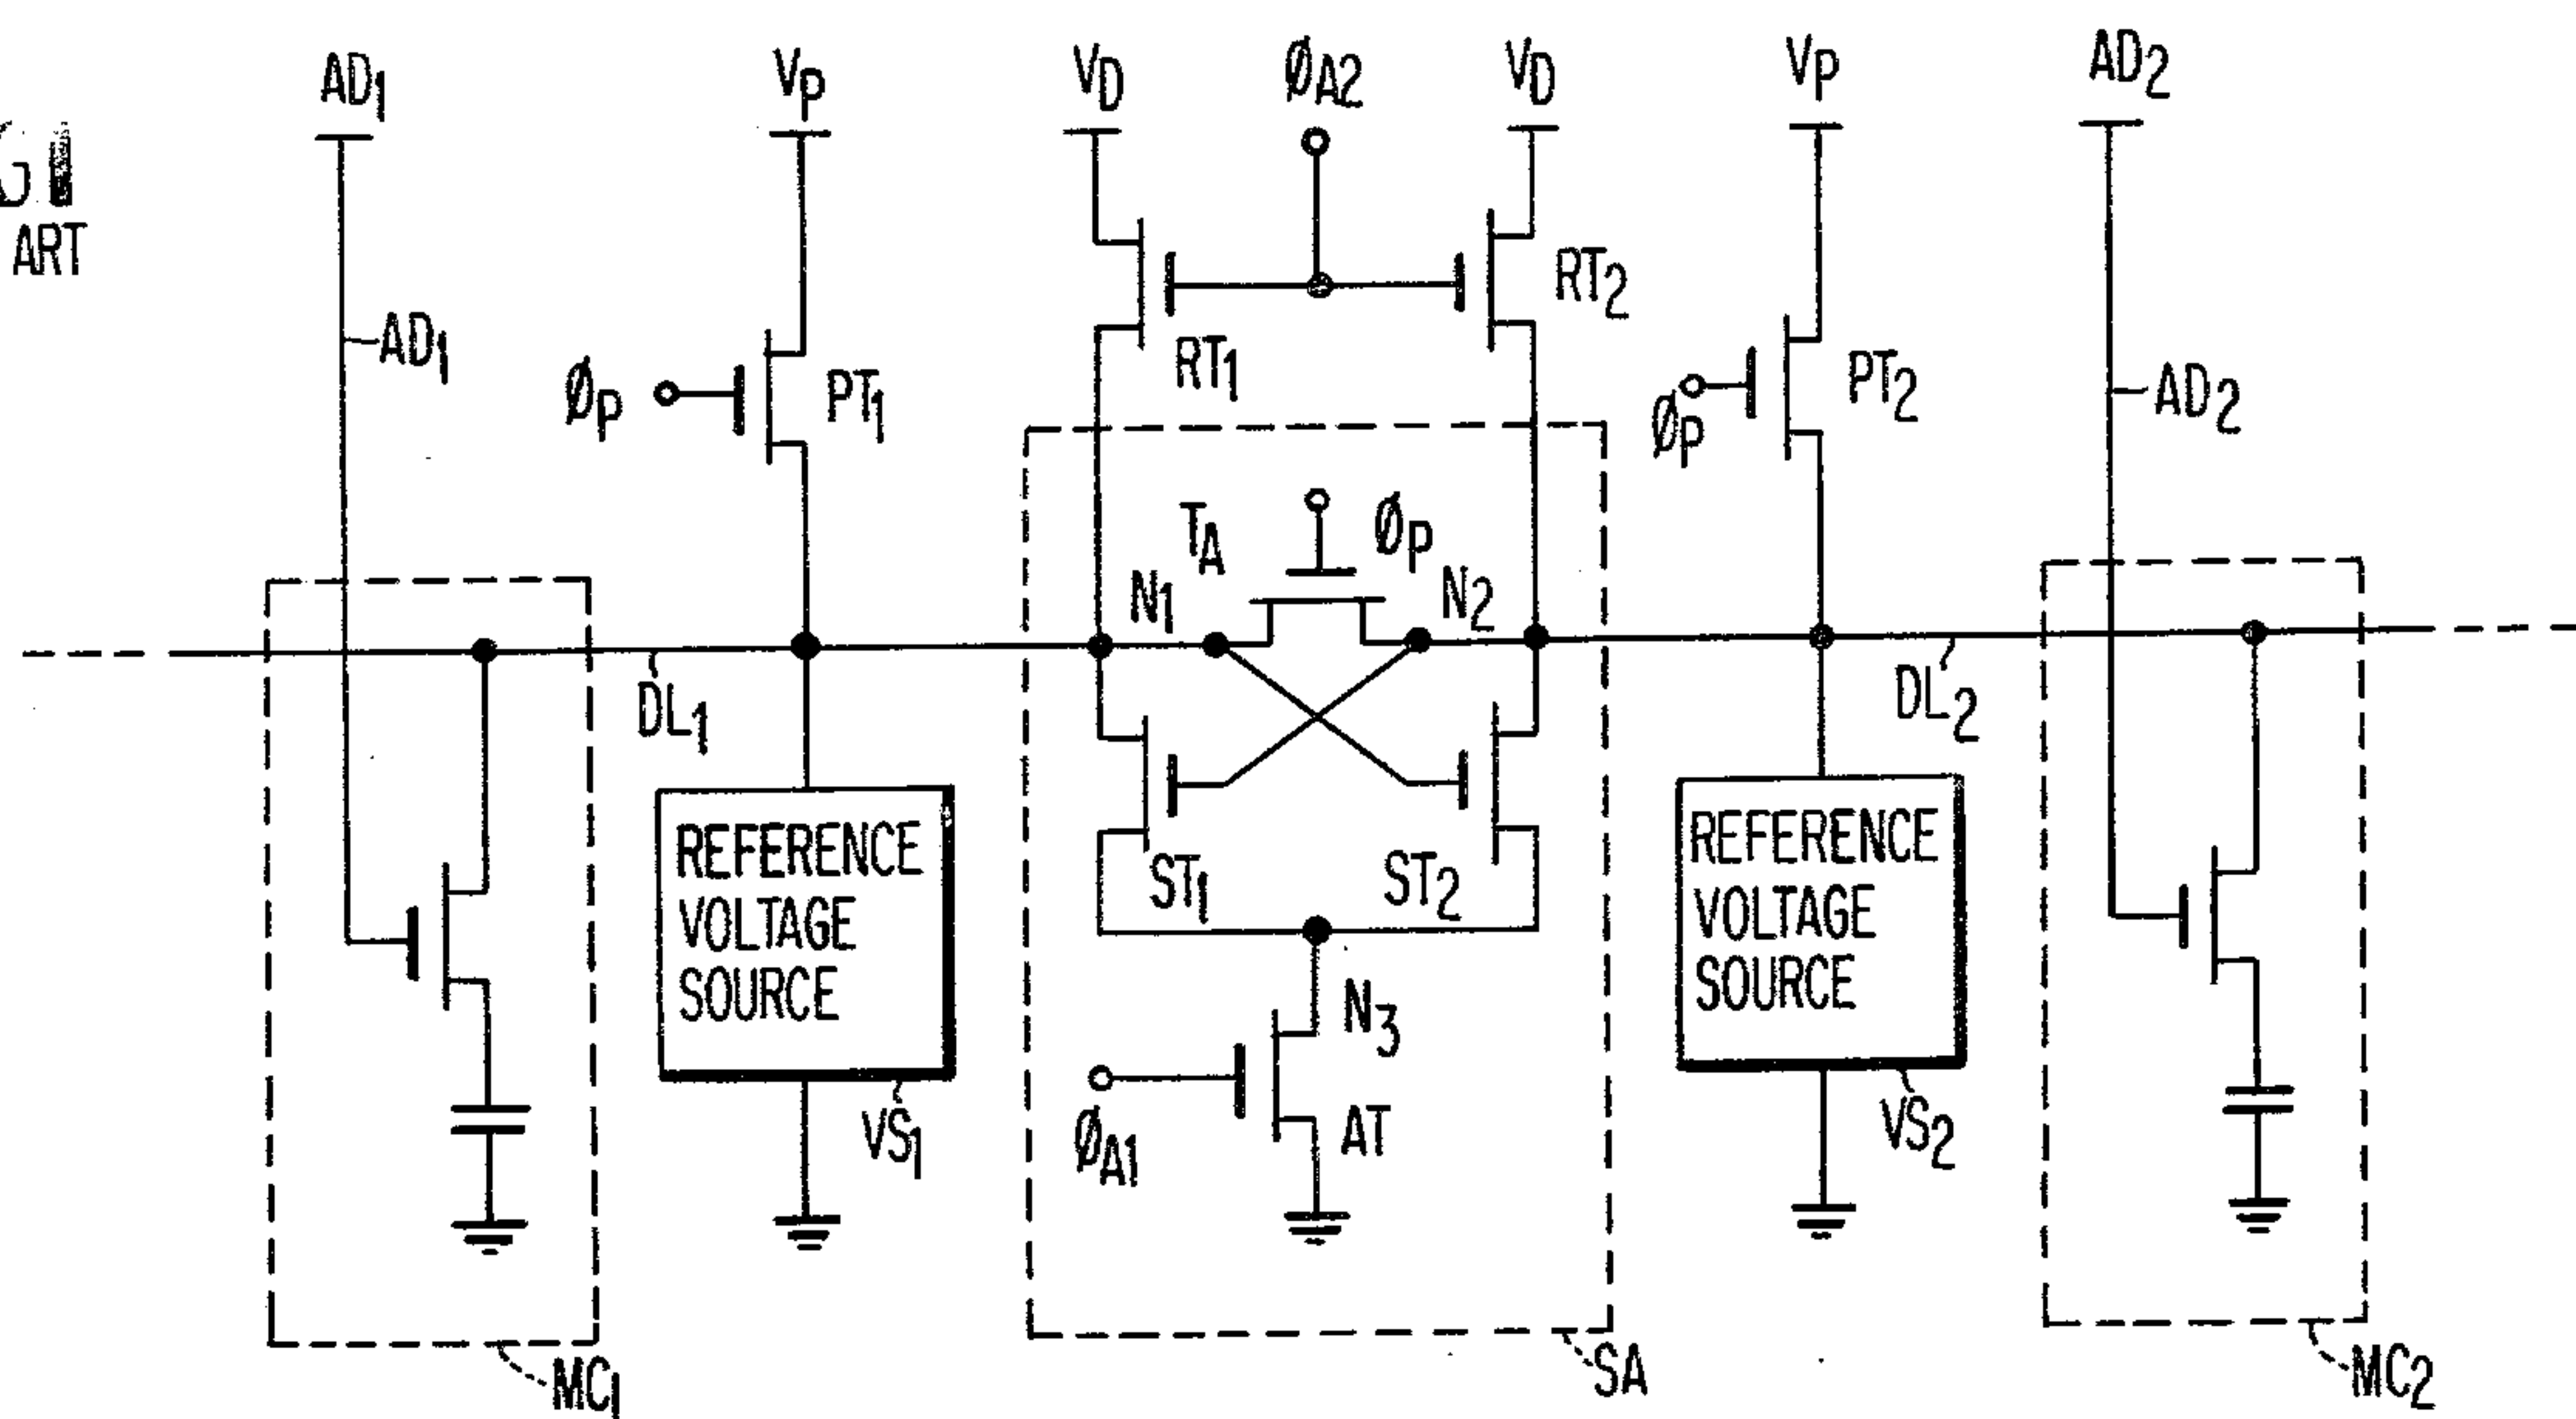 ART
AD1
VP
VD
ØA2
VD
VP
AD2
AD1
ØP
PT1
RT1
RT2
ØP
PT2
AD2
TA
ØP
N1
N2
DL1
DL2
REFERENCE
VOLTAGE
SOURCE
ST1
ST2
REFERENCE
VOLTAGE
SOURCE
N3
VS1
ØA1
AT
VS2
MC1
SA
MC2